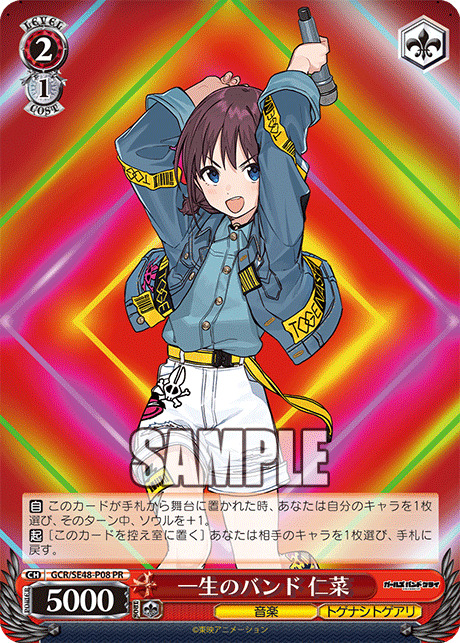 LEVEL
2
1
COST
TOGENASHI
SAMPLE
自 このカードが手札から舞台に置かれた時、あなたは自分のキャラを1枚
選び、そのターン中、ソウルを+1。
起 [このカードを控え室に置く] あなたは相手のキャラを1枚選び、手札に
戻す。
CH GCR/SE48-P08 PR
一生のバンド 仁菜
ガールズバンドクライ
POWER 5000 SOUL
音楽 トゲナシトゲアリ
©東映アニメーション